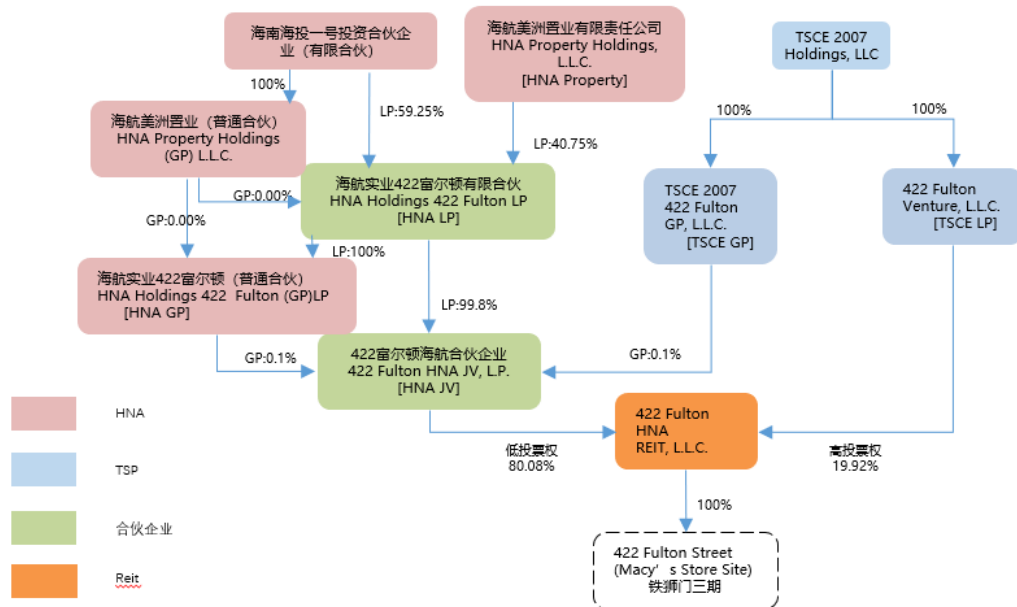 海南海投一号投资合伙企
业（有限合伙）
海航美洲置业有限责任公司
HNA Property Holdings,
L.L.C.
[HNA Property]
TSCE 2007
Holdings, LLC
100%
LP:59.25%
LP:40.75%
100%
100%
海航美洲置业（普通合伙）
HNA Property Holdings
(GP) L.L.C.
海航实业422富尔顿有限合伙
HNA Holdings 422 Fulton LP
[HNA LP]
TSCE 2007
422 Fulton
GP, L.L.C.
[TSCE GP]
422 Fulton
Venture, L.L.C.
[TSCE LP]
GP:0.00%
GP:0.00%
LP:100%
海航实业422富尔顿（普通合伙）
HNA Holdings 422 Fulton (GP)LP
[HNA GP]
LP:99.8%
GP:0.1%
GP:0.1%
422富尔顿海航合伙企业
422 Fulton HNA JV, L.P.
[HNA JV]
422 Fulton
HNA
REIT, L.L.C.
低投票权
80.08%
高投票权
19.92%
100%
422 Fulton Street
(Macy's Store Site)
铁狮门三期
HNA
TSP
合伙企业
Reit